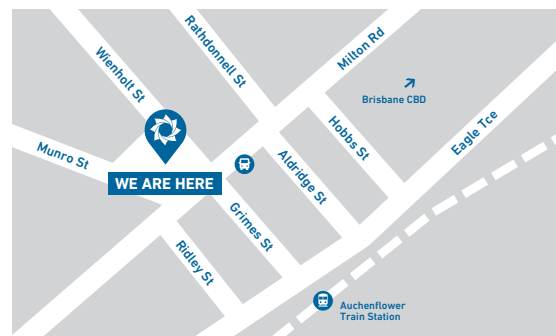 Wienholt St
Rathdonnell St
Milton Rd
Brisbane CBD
Munro St
WE ARE HERE
Hobbs St
Eagle Tce
Aldridge St
Grimes St
Ridley St
Auchenflower
Train Station